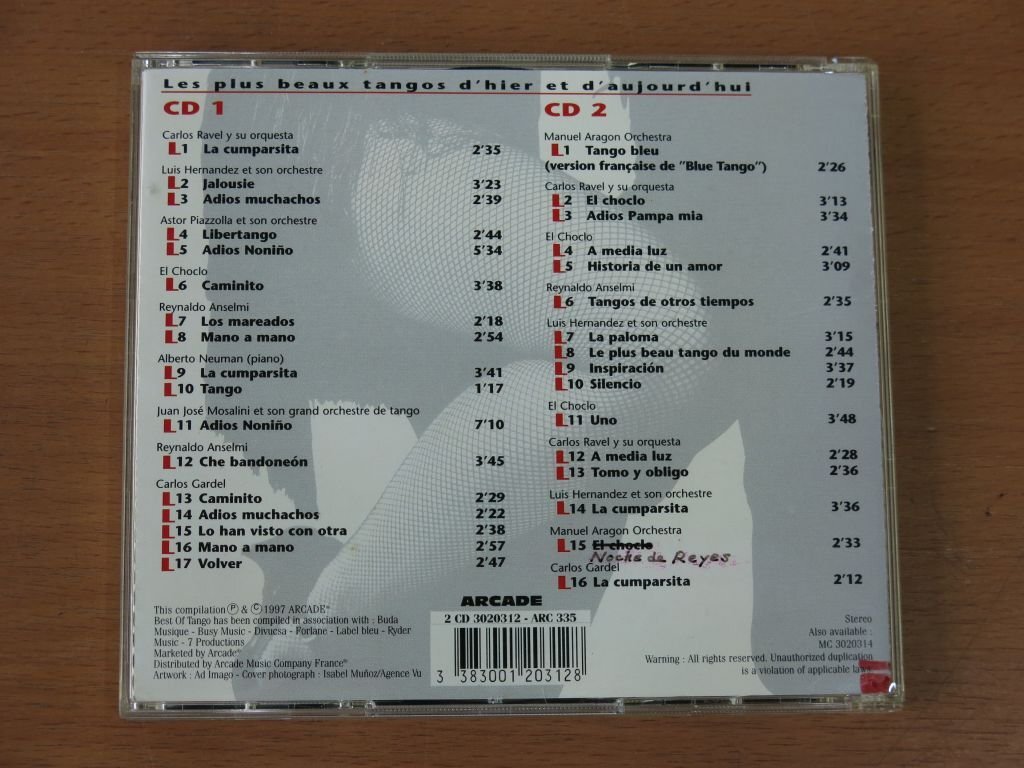 Les plus beaux tangos d'hier et d'aujourd'hui
CD 1
Carlos Ravel y su orquesta
1 La cumparsita 2'35
Luis Hernandez et son orchestre
2 Jalousie 3'23
3 Adios muchachos 2'39
Astor Piazzolla et son orchestre
4 Libertango 2'44
5 Adios Noniño 5'34
El Choclo
6 Caminito 3'38
Reynaldo Anselmi
7 Los mareados 2'18
8 Mano a mano 2'54
Alberto Neuman (piano)
9 La cumparsita 3'41
10 Tango 1'17
Juan José Mosalini et son grand orchestre de tango
11 Adios Noniño 7'10
Reynaldo Anselmi
12 Che bandoneón 3'45
Carlos Gardel
13 Caminito 2'29
14 Adios muchachos 2'22
15 Lo han visto con otra 2'38
16 Mano a mano 2'57
17 Volver 2'47
CD 2
Manuel Aragon Orchestra
1 Tango bleu
(version française de "Blue Tango") 2'26
Carlos Ravel y su orquesta
2 El choclo 3'13
3 Adios Pampa mia 3'34
El Choclo
4 A media luz 2'41
5 Historia de un amor 3'09
Reynaldo Anselmi
6 Tangos de otros tiempos 2'35
Luis Hernandez et son orchestre
7 La paloma 3'15
8 Le plus beau tango du monde 2'44
9 Inspiración 3'37
10 Silencio 2'19
El Choclo
11 Uno 3'48
Carlos Ravel y su orquesta
12 A media luz 2'28
13 Tomo y obligo 2'36
Luis Hernandez et son orchestre
14 La cumparsita 3'36
Manuel Aragon Orchestra
15 El choclo 2'33
Noche de Reyes
Carlos Gardel
16 La cumparsita 2'12
This compilation Ⓟ & © 1997 ARCADE®
Best Of Tango has been compiled in association with : Buda
Musique - Busy Music - Divucsa - Forlane - Label bleu - Ryder
Music - 7 Productions
Marketed by Arcade®
Distributed by Arcade Music Company France®
Artwork : Ad Imago - Cover photograph : Isabel Muñoz/Agence Vu
ARCADE
2 CD 3020312 - ARC 335
3 383001 203128
Stereo
Also available :
MC 3020314
Warning : All rights reserved. Unauthorized duplication
is a violation of applicable laws.